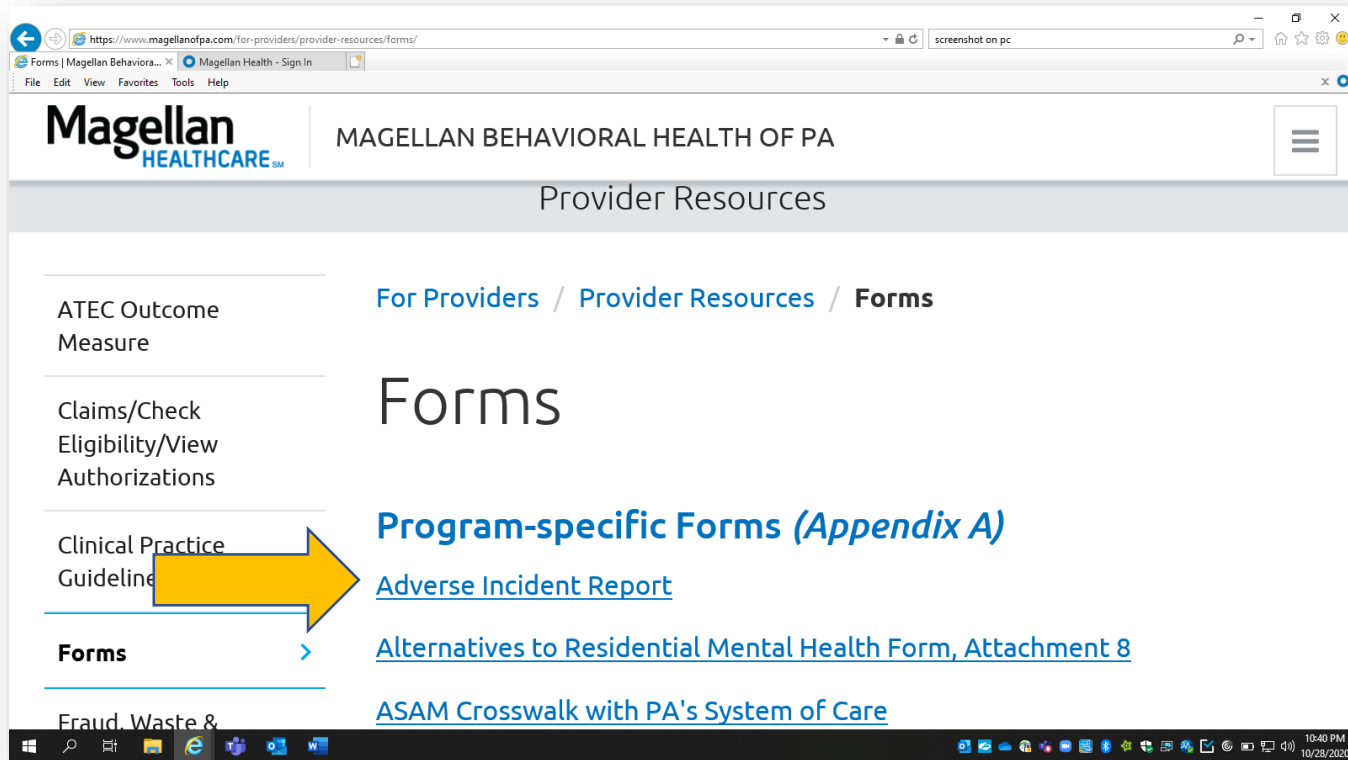 https://www.magellanofpa.com/for-providers/provider-resources/forms/
screenshot on pc
Forms | Magellan Behaviora...
Magellan Health - Sign In
File Edit View Favorites Tools Help
Magellan
HEALTHCARE SM
MAGELLAN BEHAVIORAL HEALTH OF PA
Provider Resources
ATEC Outcome
Measure
Claims/Check
Eligibility/View
Authorizations
Clinical Practice
Guideline
Forms
Fraud, Waste &
For Providers / Provider Resources / Forms
Forms
Program-specific Forms (Appendix A)
Adverse Incident Report
Alternatives to Residential Mental Health Form, Attachment 8
ASAM Crosswalk with PA's System of Care
10:40 PM
10/28/2020